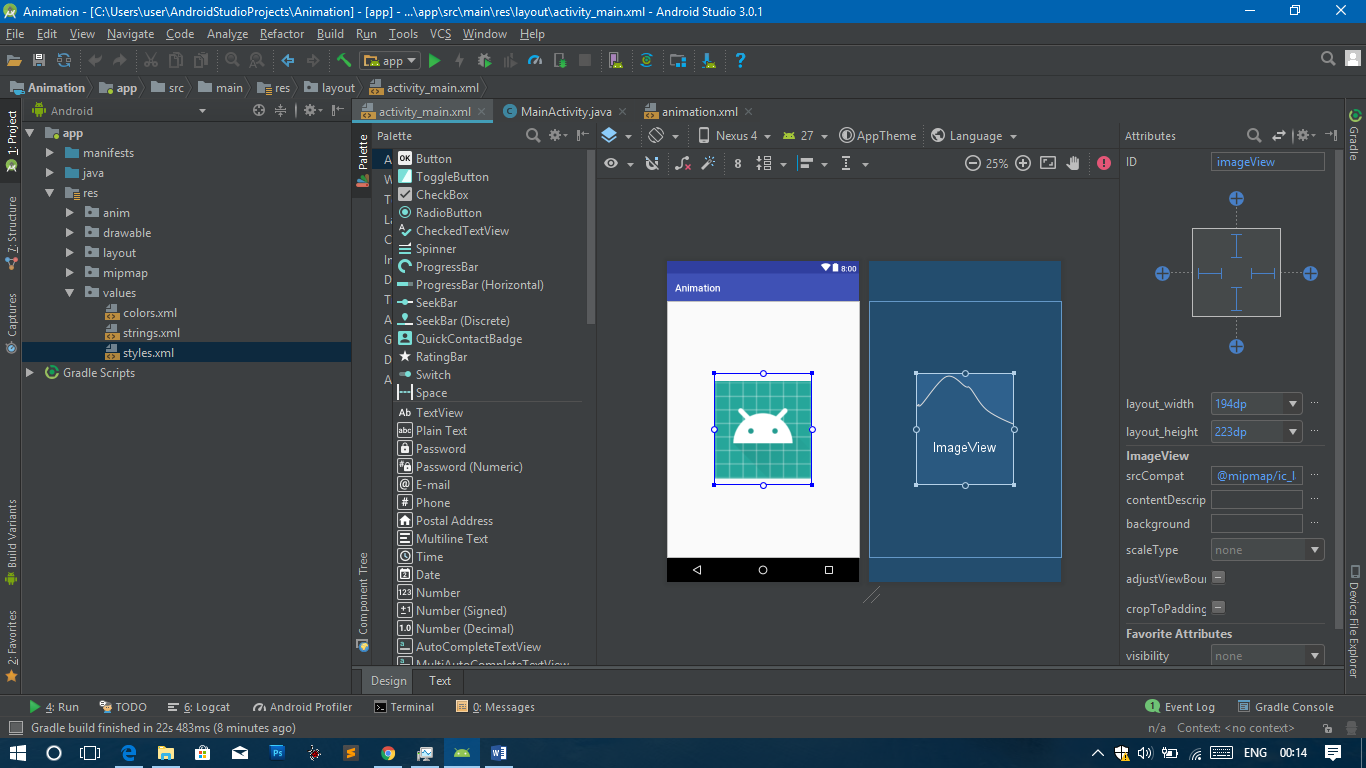 Animation - [C:\Users\user\AndroidStudioProjects\Animation] - [app] - ...\app\src\main\res\layout\activity_main.xml - Android Studio 3.0.1
File Edit View Navigate Code Analyze Refactor Build Run Tools VCS Window Help
app
Animation app src main res layout activity_main.xml
Android
activity_main.xml MainActivity.java animation.xml
1: Project
7: Structure
Captures
Build Variants
2: Favorites
app
manifests
java
res
anim
drawable
layout
mipmap
values
colors.xml
strings.xml
styles.xml
Gradle Scripts
Palette
Component Tree
Palette
OK Button
ToggleButton
CheckBox
RadioButton
CheckedTextView
Spinner
ProgressBar
ProgressBar (Horizontal)
SeekBar
SeekBar (Discrete)
QuickContactBadge
RatingBar
Switch
Space
Ab TextView
abc Plain Text
Password
Password (Numeric)
@ E-mail
# Phone
Postal Address
Multiline Text
Time
Date
123 Number
±1 Number (Signed)
1.0 Number (Decimal)
AutoCompleteTextView
MultiAutoCompleteTextView
Nexus 4 27 AppTheme Language
8 25%
8:00
Animation
ImageView
Design Text
Attributes
ID imageView
layout_width 194dp
layout_height 223dp
ImageView
srcCompat @mipmap/ic_l
contentDescrip
background
scaleType none
adjustViewBou
cropToPadding
Favorite Attributes
visibility none
Gradle
Device File Explorer
4: Run TODO 6: Logcat Android Profiler Terminal 0: Messages 1 Event Log Gradle Console
Gradle build finished in 22s 483ms (8 minutes ago) n/a Context: <no context>
ENG 00:14